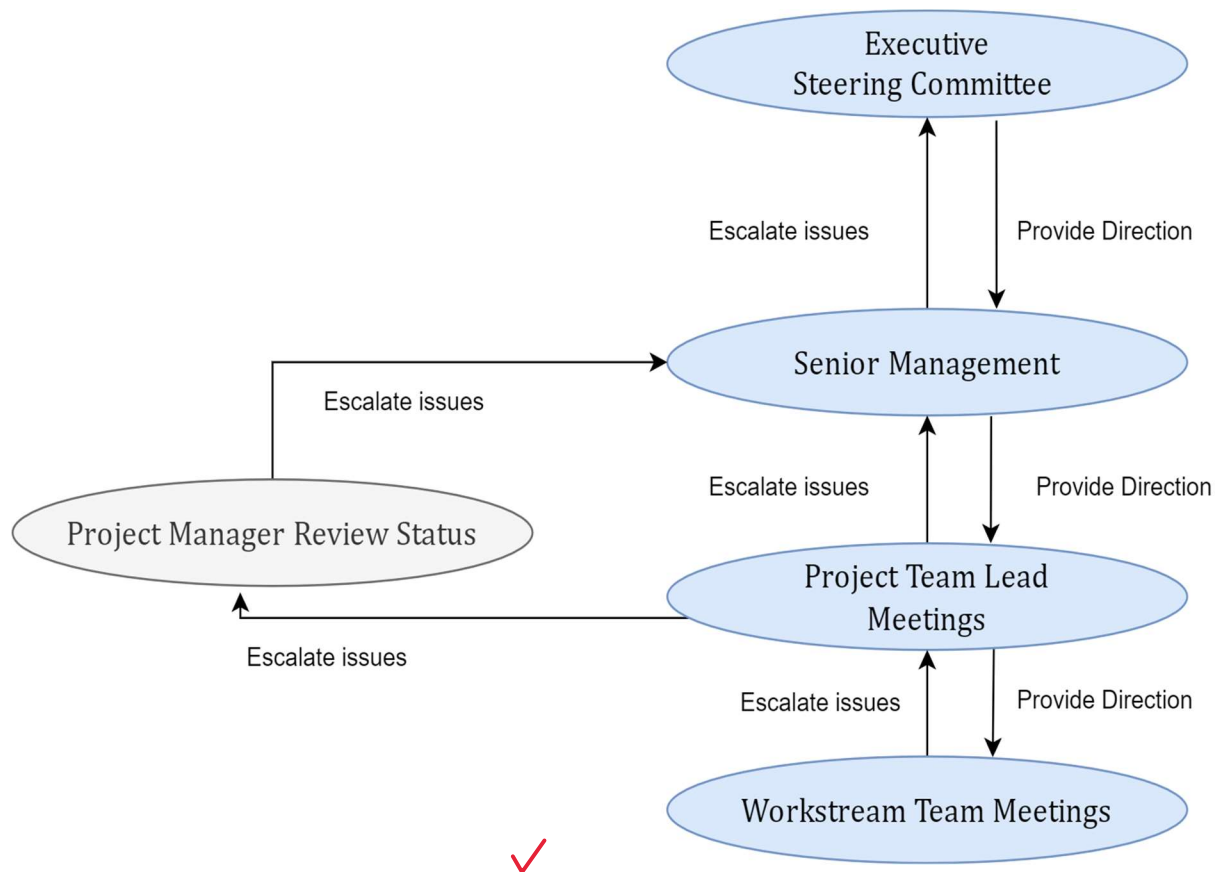 Executive
Steering Committee
Escalate issues
Provide Direction
Senior Management
Escalate issues
Escalate issues
Provide Direction
Project Manager Review Status
Project Team Lead
Meetings
Escalate issues
Escalate issues
Provide Direction
Workstream Team Meetings